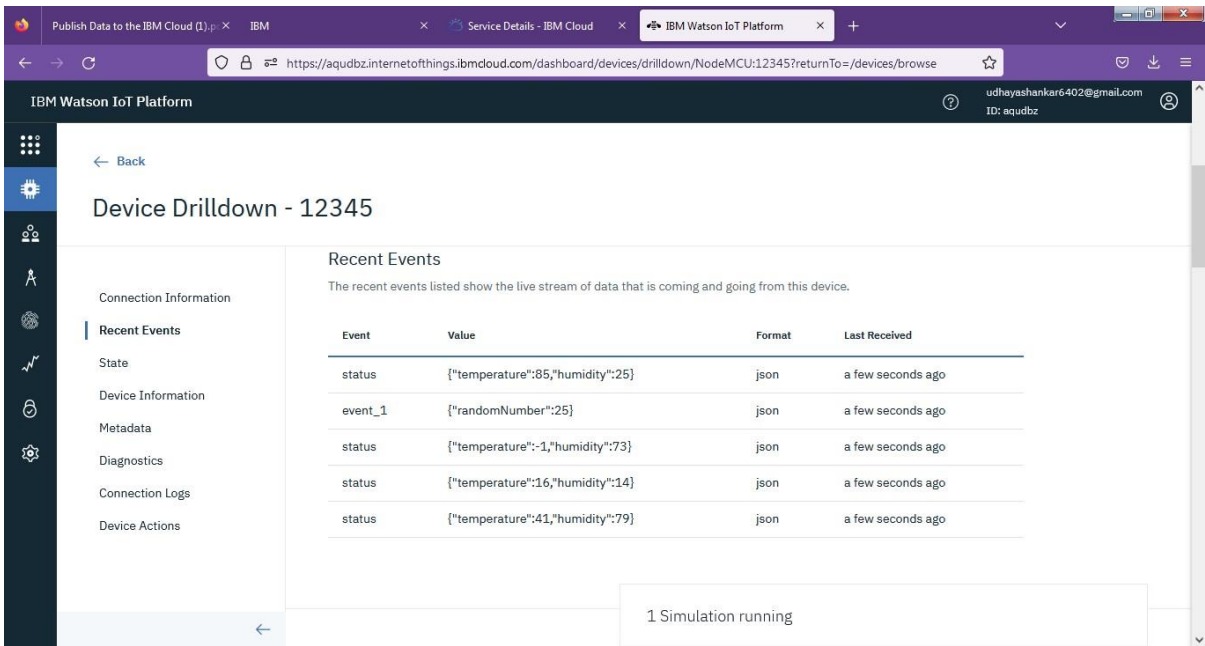 Publish Data to the IBM Cloud (1).p IBM Service Details - IBM Cloud IBM Watson IoT Platform
https://aqudbz.internetofthings.ibmcloud.com/dashboard/devices/drilldown/NodeMCU:12345?returnTo=/devices/browse
IBM Watson IoT Platform
udhayashankar6402@gmail.com
ID: aqudbz
Back
Device Drilldown - 12345
Connection Information
Recent Events
State
Device Information
Metadata
Diagnostics
Connection Logs
Device Actions
Recent Events
The recent events listed show the live stream of data that is coming and going from this device.
Event Value Format Last Received
status {"temperature":85,"humidity":25} json a few seconds ago
event_1 {"randomNumber":25} json a few seconds ago
status {"temperature":-1,"humidity":73} json a few seconds ago
status {"temperature":16,"humidity":14} json a few seconds ago
status {"temperature":41,"humidity":79} json a few seconds ago
1 Simulation running